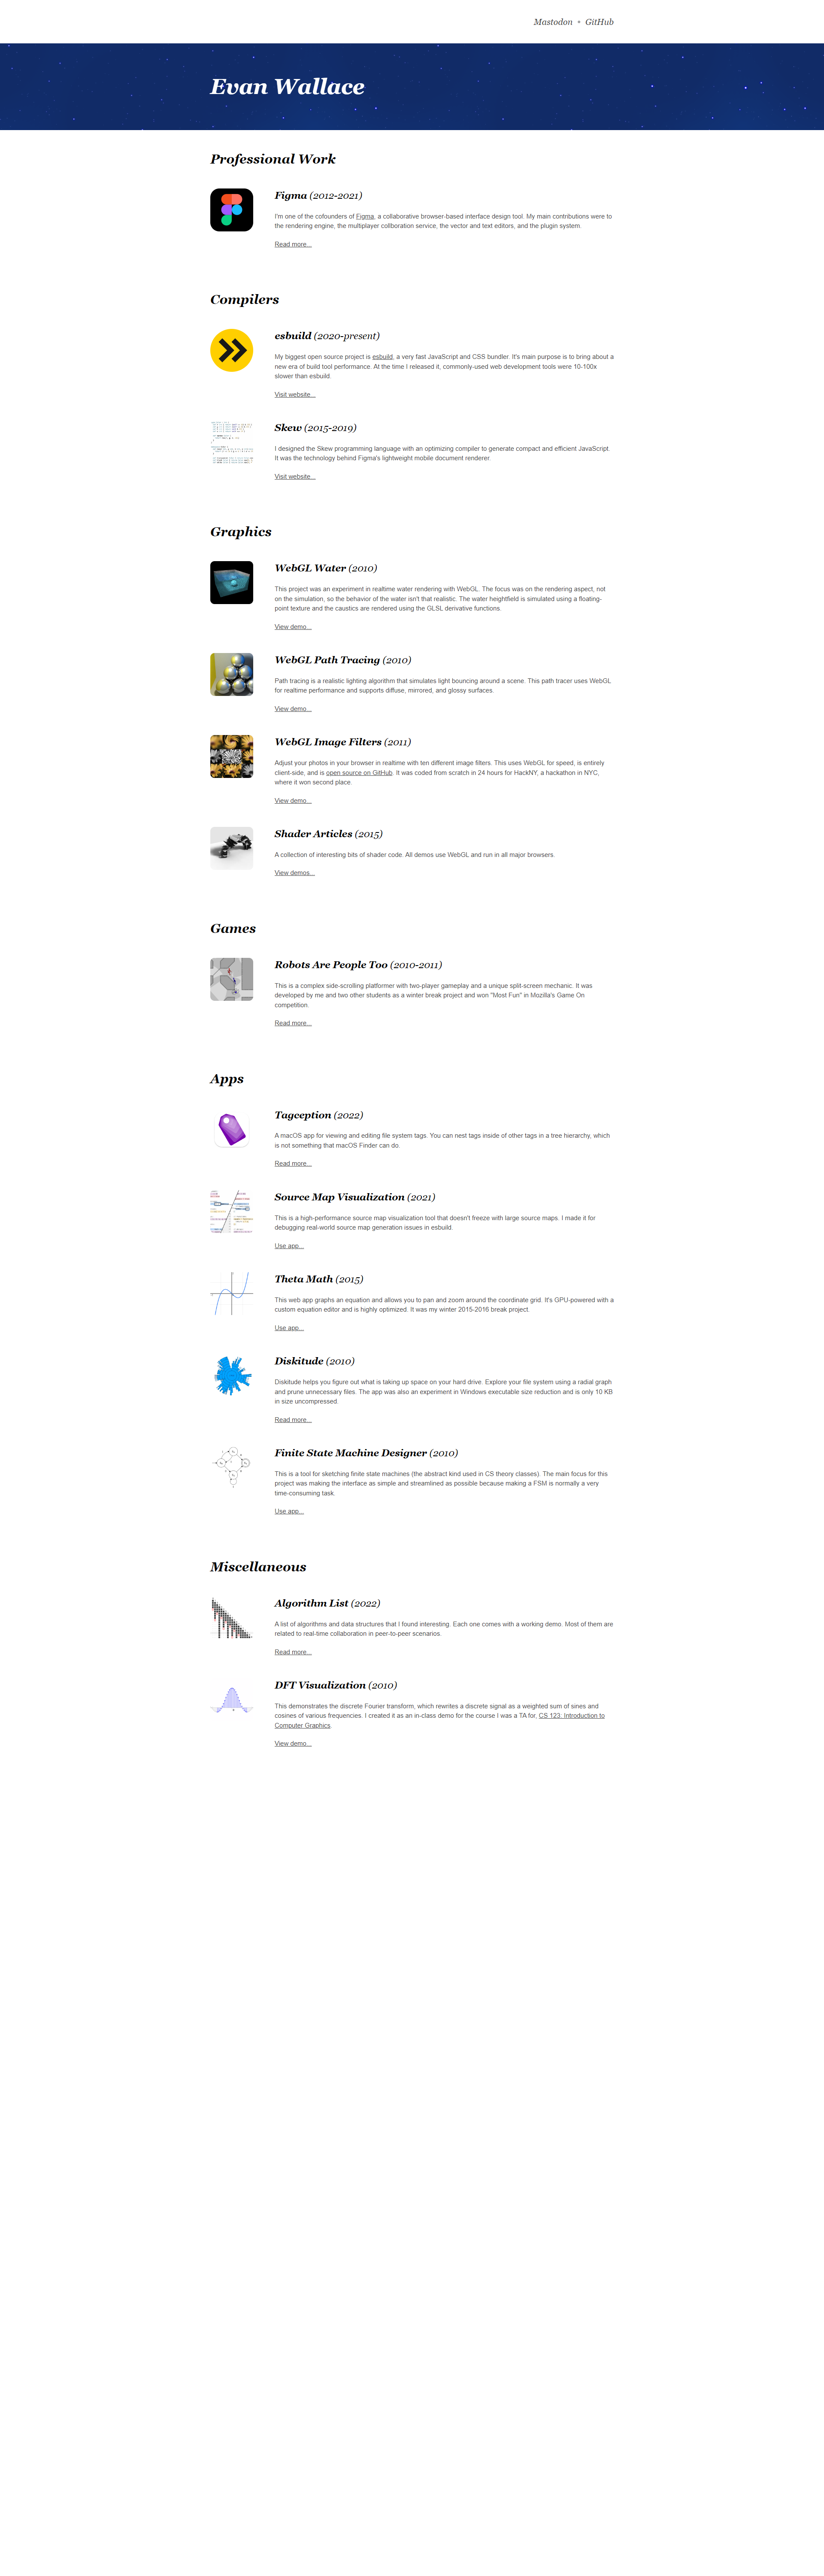 Mastodon • GitHub
Evan Wallace
Professional Work
Figma (2012-2021)
I'm one of the cofounders of Figma, a collaborative browser-based interface design tool. My main contributions were to
the rendering engine, the multiplayer collboration service, the vector and text editors, and the plugin system.
Read more...
Compilers
esbuild (2020-present)
My biggest open source project is esbuild, a very fast JavaScript and CSS bundler. It's main purpose is to bring about a
new era of build tool performance. At the time I released it, commonly-used web development tools were 10-100x
slower than esbuild.
Visit website...
Skew (2015-2019)
I designed the Skew programming language with an optimizing compiler to generate compact and efficient JavaScript.
It was the technology behind Figma's lightweight mobile document renderer.
Visit website...
Graphics
WebGL Water (2010)
This project was an experiment in realtime water rendering with WebGL. The focus was on the rendering aspect, not
on the simulation, so the behavior of the water isn't that realistic. The water heightfield is simulated using a floating-
point texture and the caustics are rendered using the GLSL derivative functions.
View demo...
WebGL Path Tracing (2010)
Path tracing is a realistic lighting algorithm that simulates light bouncing around a scene. This path tracer uses WebGL
for realtime performance and supports diffuse, mirrored, and glossy surfaces.
View demo...
WebGL Image Filters (2011)
Adjust your photos in your browser in realtime with ten different image filters. This uses WebGL for speed, is entirely
client-side, and is open source on GitHub. It was coded from scratch in 24 hours for HackNY, a hackathon in NYC,
where it won second place.
View demo...
Shader Articles (2015)
A collection of interesting bits of shader code. All demos use WebGL and run in all major browsers.
View demos...
Games
Robots Are People Too (2010-2011)
This is a complex side-scrolling platformer with two-player gameplay and a unique split-screen mechanic. It was
developed by me and two other students as a winter break project and won "Most Fun" in Mozilla's Game On
competition.
Read more...
Apps
Tagception (2022)
A macOS app for viewing and editing file system tags. You can nest tags inside of other tags in a tree hierarchy, which
is not something that macOS Finder can do.
Read more...
Source Map Visualization (2021)
This is a high-performance source map visualization tool that doesn't freeze with large source maps. I made it for
debugging real-world source map generation issues in esbuild.
Use app...
Theta Math (2015)
This web app graphs an equation and allows you to pan and zoom around the coordinate grid. It's GPU-powered with a
custom equation editor and is highly optimized. It was my winter 2015-2016 break project.
Use app...
Diskitude (2010)
Diskitude helps you figure out what is taking up space on your hard drive. Explore your file system using a radial graph
and prune unnecessary files. The app was also an experiment in Windows executable size reduction and is only 10 KB
in size uncompressed.
Read more...
Finite State Machine Designer (2010)
This is a tool for sketching finite state machines (the abstract kind used in CS theory classes). The main focus for this
project was making the interface as simple and streamlined as possible because making a FSM is normally a very
time-consuming task.
Use app...
Miscellaneous
Algorithm List (2022)
A list of algorithms and data structures that I found interesting. Each one comes with a working demo. Most of them are
related to real-time collaboration in peer-to-peer scenarios.
Read more...
DFT Visualization (2010)
This demonstrates the discrete Fourier transform, which rewrites a discrete signal as a weighted sum of sines and
cosines of various frequencies. I created it as an in-class demo for the course I was a TA for, CS 123: Introduction to
Computer Graphics.
View demo...